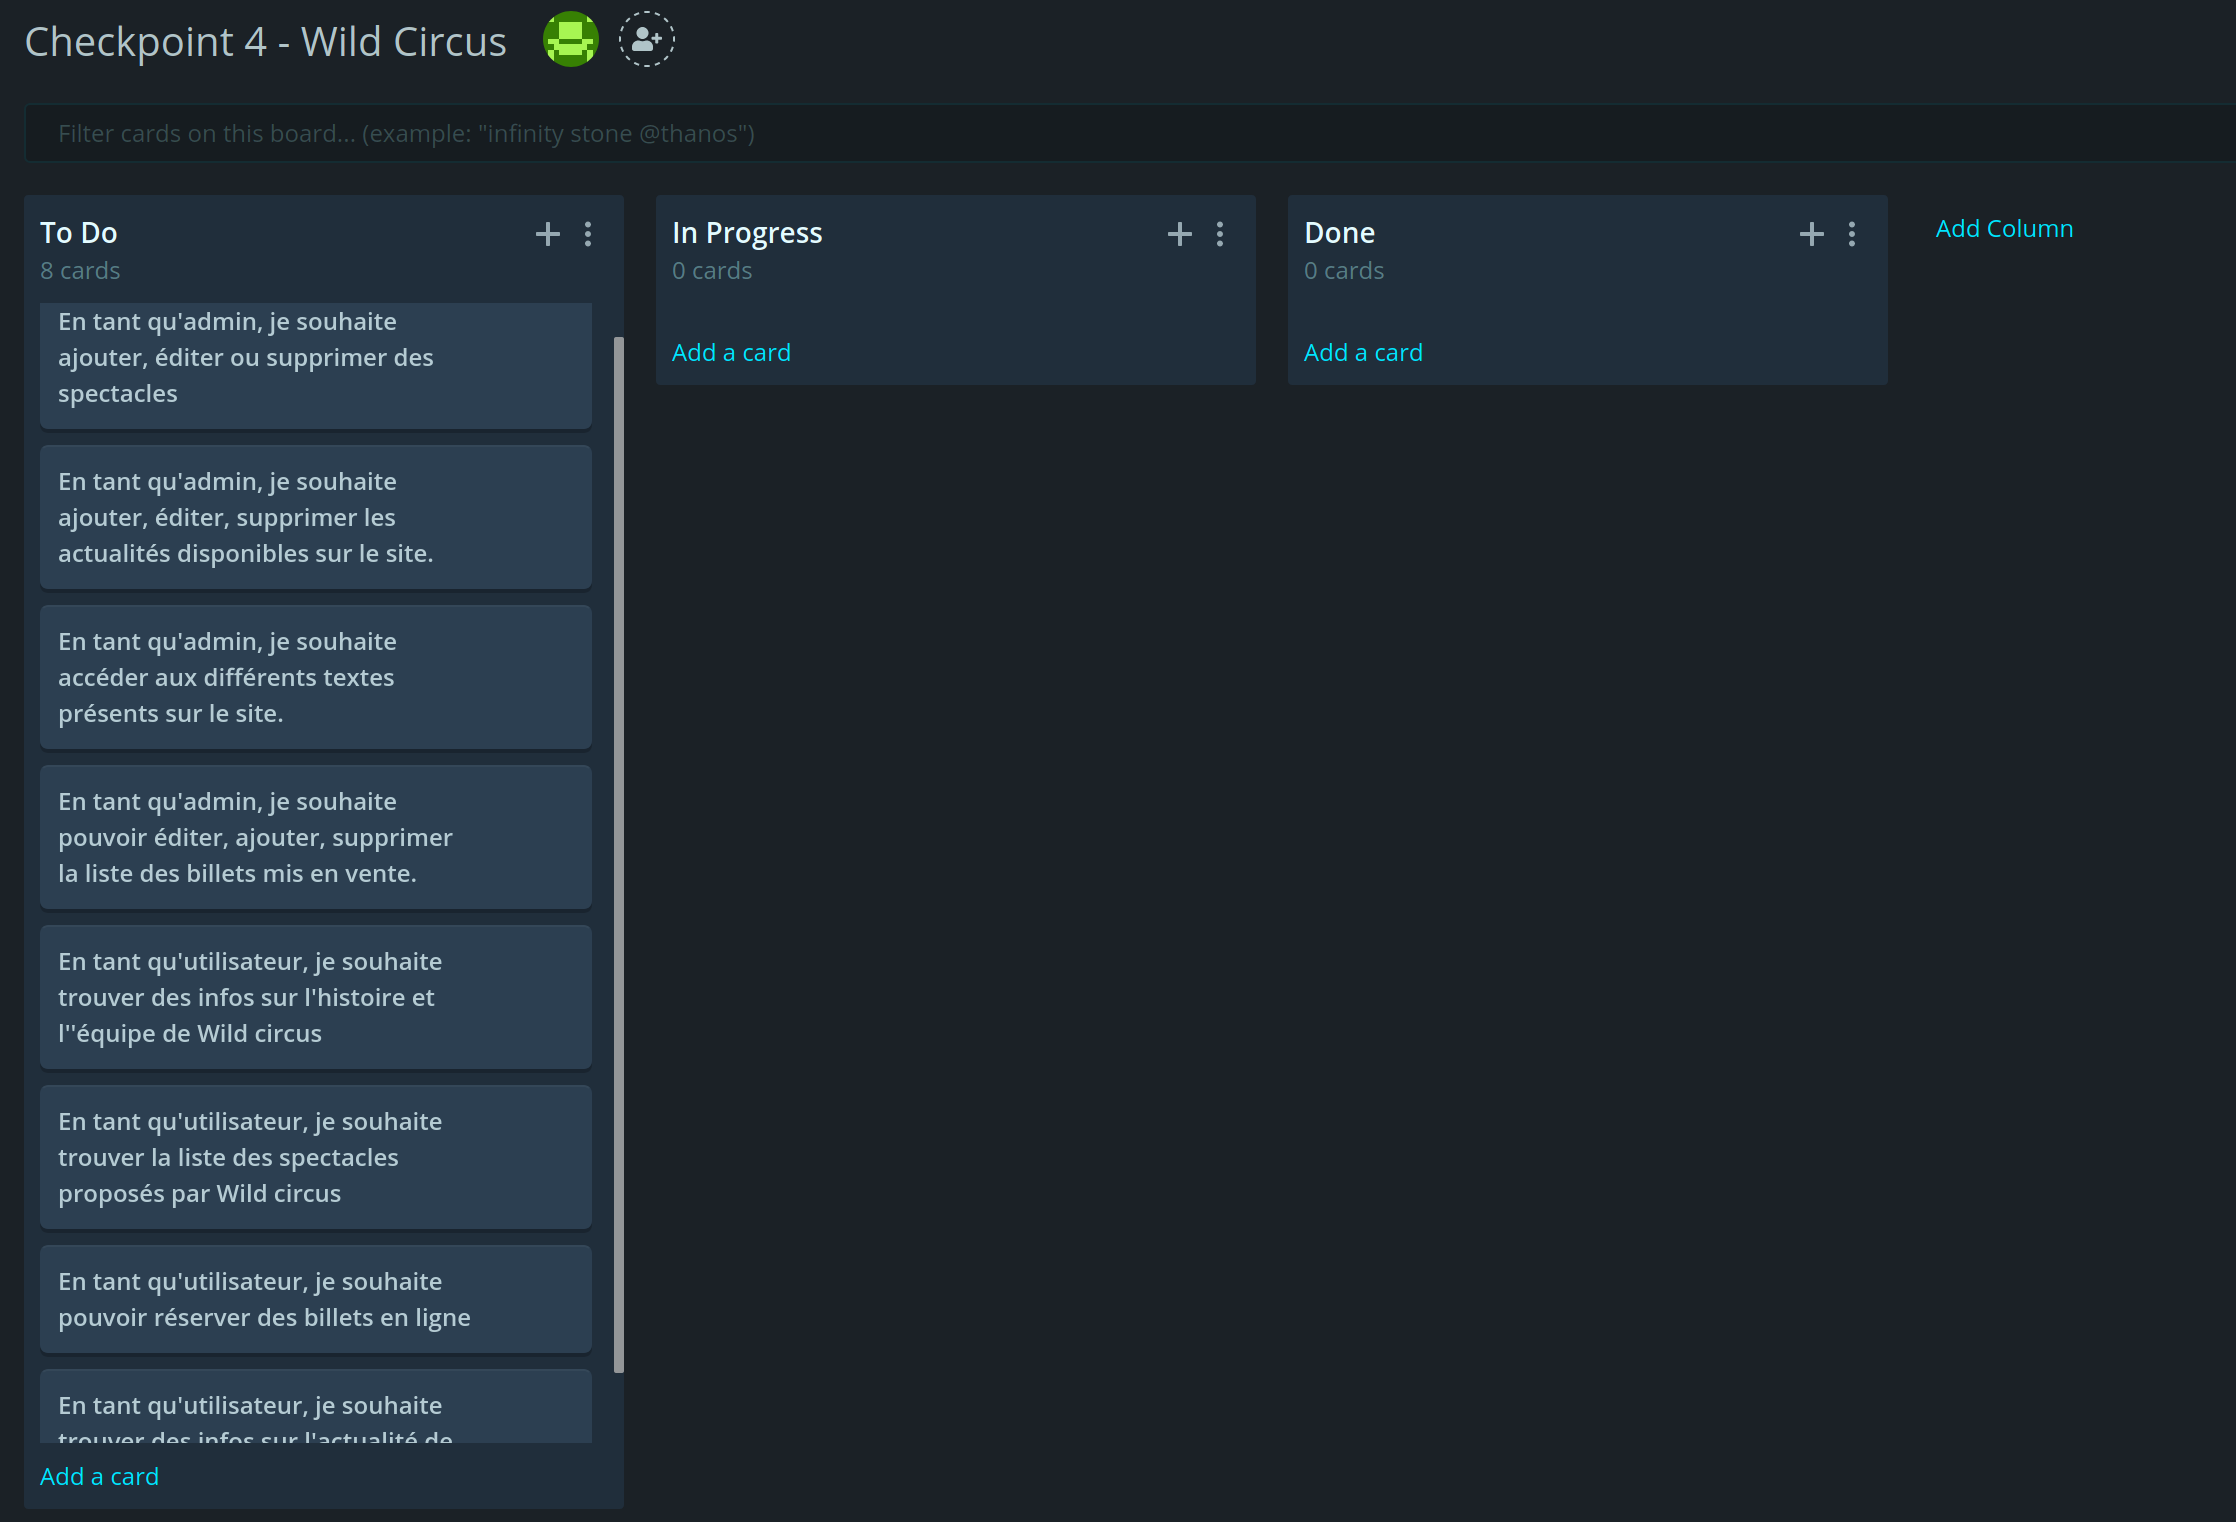 Checkpoint 4 - Wild Circus
Filter cards on this board... (example: "infinity stone @thanos")
To Do
8 cards
En tant qu'admin, je souhaite
ajouter, éditer ou supprimer des
spectacles
En tant qu'admin, je souhaite
ajouter, éditer, supprimer les
actualités disponibles sur le site.
En tant qu'admin, je souhaite
accéder aux différents textes
présents sur le site.
En tant qu'admin, je souhaite
pouvoir éditer, ajouter, supprimer
la liste des billets mis en vente.
En tant qu'utilisateur, je souhaite
trouver des infos sur l'histoire et
l''équipe de Wild circus
En tant qu'utilisateur, je souhaite
trouver la liste des spectacles
proposés par Wild circus
En tant qu'utilisateur, je souhaite
pouvoir réserver des billets en ligne
En tant qu'utilisateur, je souhaite
trouver des infos sur l'actualité de
Add a card
In Progress
0 cards
Add a card
Done
0 cards
Add a card
Add Column